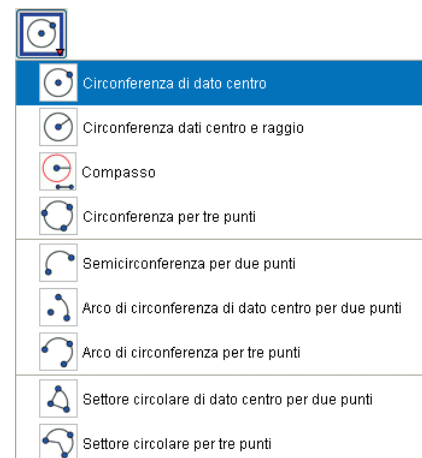 Circonferenza di dato centro
Circonferenza dati centro e raggio
Compasso
Circonferenza per tre punti
Semicirconferenza per due punti
Arco di circonferenza di dato centro per due punti
Arco di circonferenza per tre punti
Settore circolare di dato centro per due punti
Settore circolare per tre punti